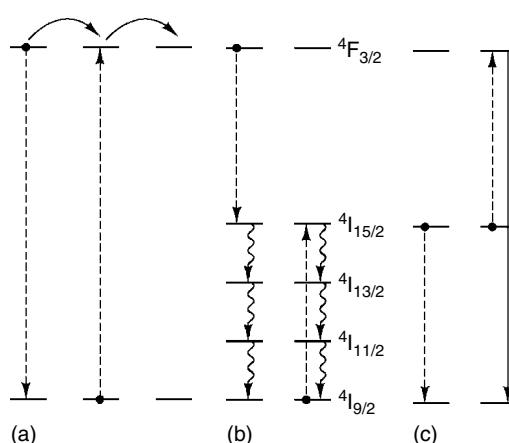 ⁴F₃/₂
⁴I₁₅/₂
⁴I₁₃/₂
⁴I₁₁/₂
⁴I₉/₂
(a) (b) (c)